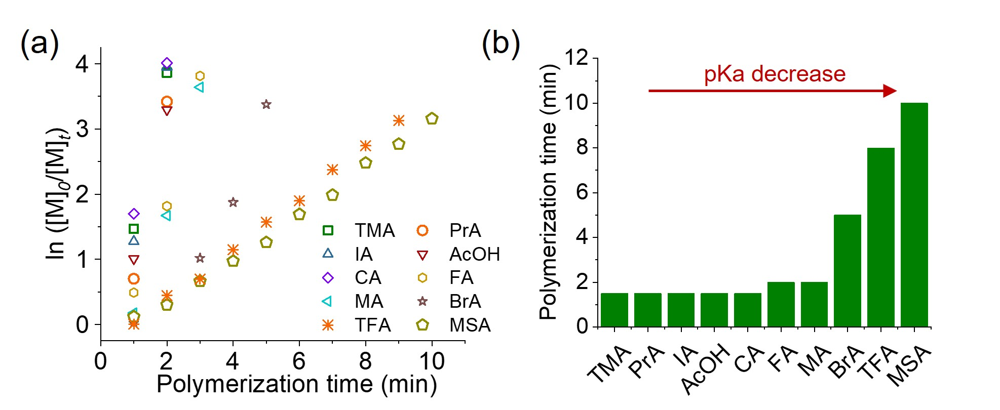 (a)
ln ([M]0/[M]t)
4
3
2
1
0
0 2 4 6 8 10
Polymerization time (min)
TMA PrA
IA AcOH
CA FA
MA BrA
TFA MSA
(b)
Polymerization time (min)
12
10
8
6
4
2
0
pKa decrease
TMA PrA IA AcOH CA FA MA BrA TFA MSA